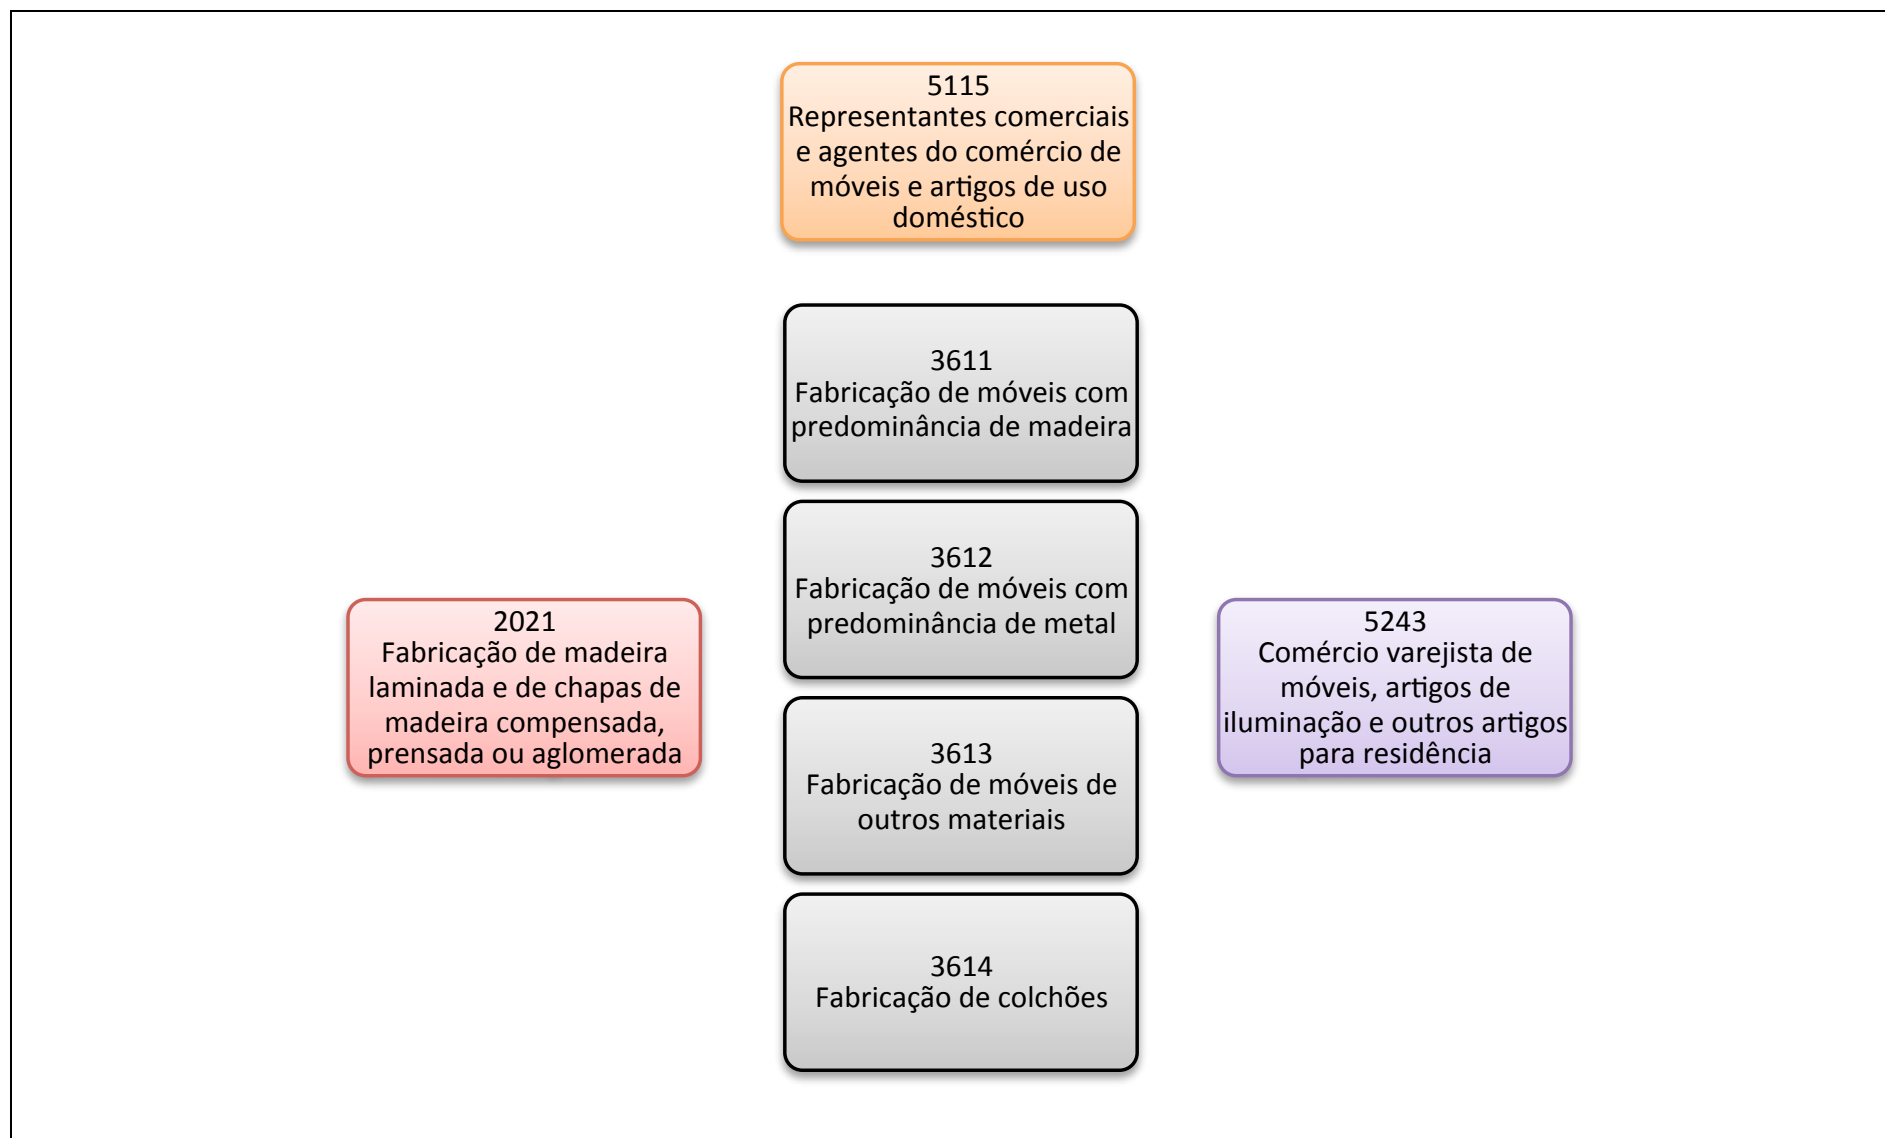 5115
Representantes comerciais
e agentes do comércio de
móveis e artigos de uso
doméstico
3611
Fabricação de móveis com
predominância de madeira
3612
Fabricação de móveis com
predominância de metal
2021
Fabricação de madeira
laminada e de chapas de
madeira compensada,
prensada ou aglomerada
5243
Comércio varejista de
móveis, artigos de
iluminação e outros artigos
para residência
3613
Fabricação de móveis de
outros materiais
3614
Fabricação de colchões